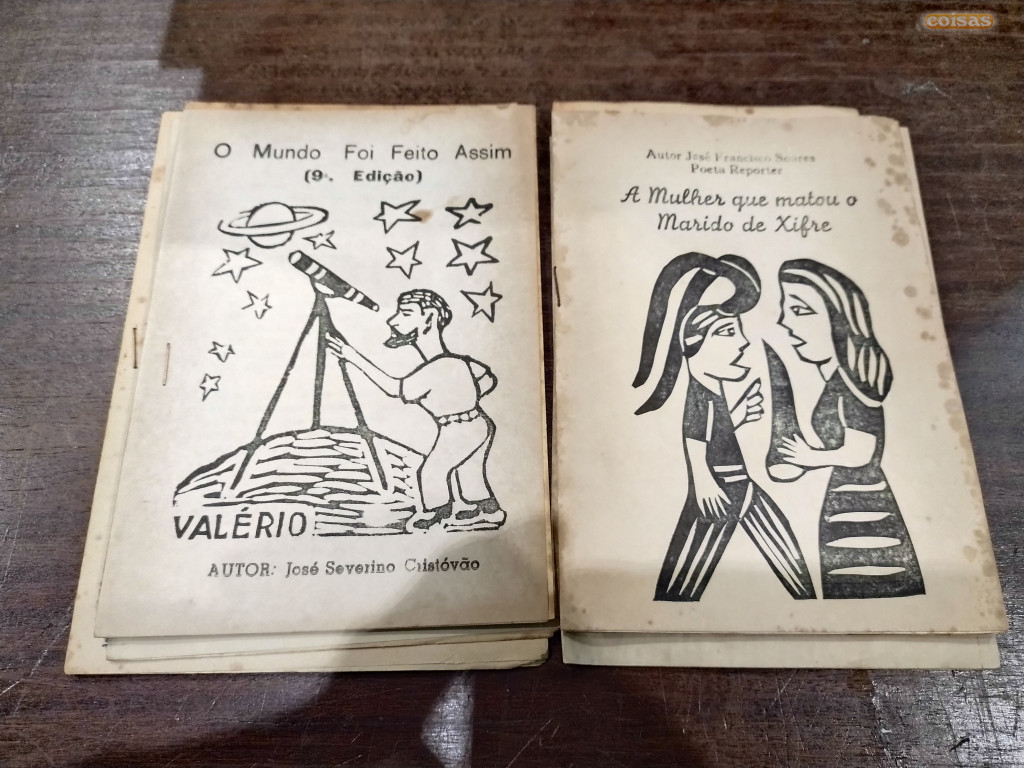 coisas
O Mundo Foi Feito Assim
(9ª. Edição)
VALÉRIO
AUTOR: José Severino Cristóvão
Autor José Francisco Soares
Poeta Reporter
A Mulher que matou o
Marido de Xifre